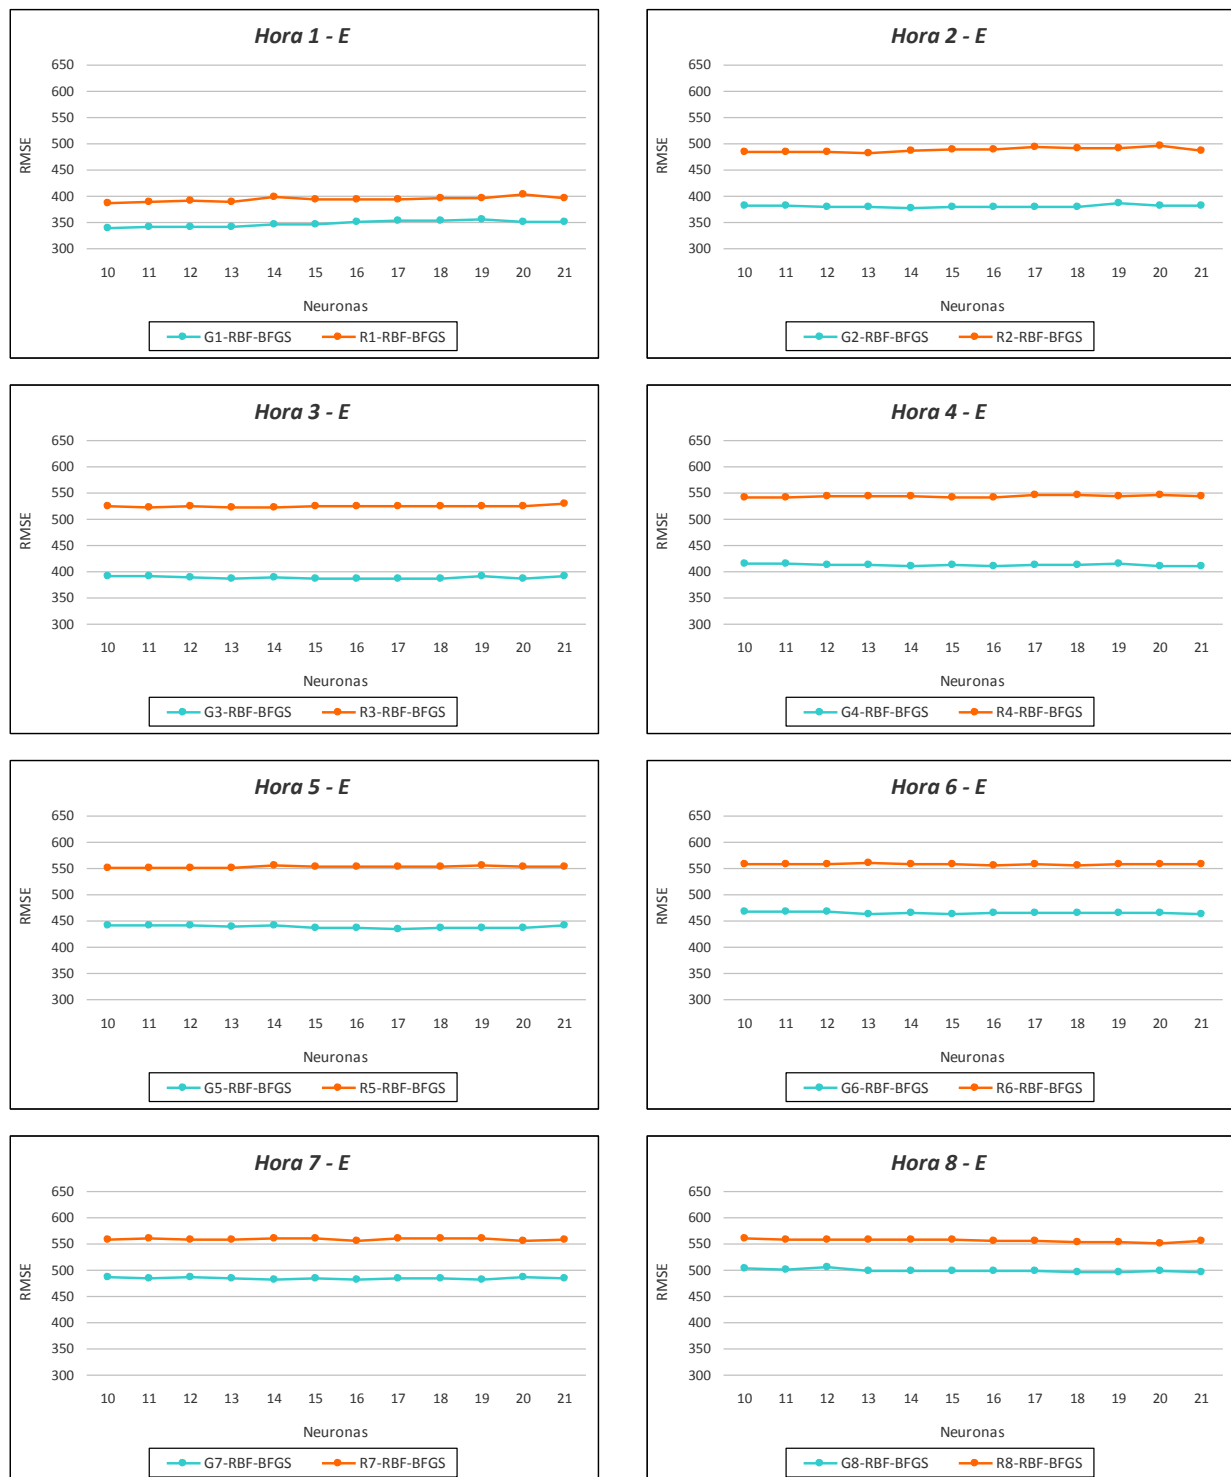 Hora 1 - E
650
600
550
500
450
400
350
300
RMSE
10 11 12 13 14 15 16 17 18 19 20 21
Neuronas
G1-RBF-BFGS R1-RBF-BFGS
Hora 2 - E
650
600
550
500
450
400
350
300
RMSE
10 11 12 13 14 15 16 17 18 19 20 21
Neuronas
G2-RBF-BFGS R2-RBF-BFGS
Hora 3 - E
650
600
550
500
450
400
350
300
RMSE
10 11 12 13 14 15 16 17 18 19 20 21
Neuronas
G3-RBF-BFGS R3-RBF-BFGS
Hora 4 - E
650
600
550
500
450
400
350
300
RMSE
10 11 12 13 14 15 16 17 18 19 20 21
Neuronas
G4-RBF-BFGS R4-RBF-BFGS
Hora 5 - E
650
600
550
500
450
400
350
300
RMSE
10 11 12 13 14 15 16 17 18 19 20 21
Neuronas
G5-RBF-BFGS R5-RBF-BFGS
Hora 6 - E
650
600
550
500
450
400
350
300
RMSE
10 11 12 13 14 15 16 17 18 19 20 21
Neuronas
G6-RBF-BFGS R6-RBF-BFGS
Hora 7 - E
650
600
550
500
450
400
350
300
RMSE
10 11 12 13 14 15 16 17 18 19 20 21
Neuronas
G7-RBF-BFGS R7-RBF-BFGS
Hora 8 - E
650
600
550
500
450
400
350
300
RMSE
10 11 12 13 14 15 16 17 18 19 20 21
Neuronas
G8-RBF-BFGS R8-RBF-BFGS